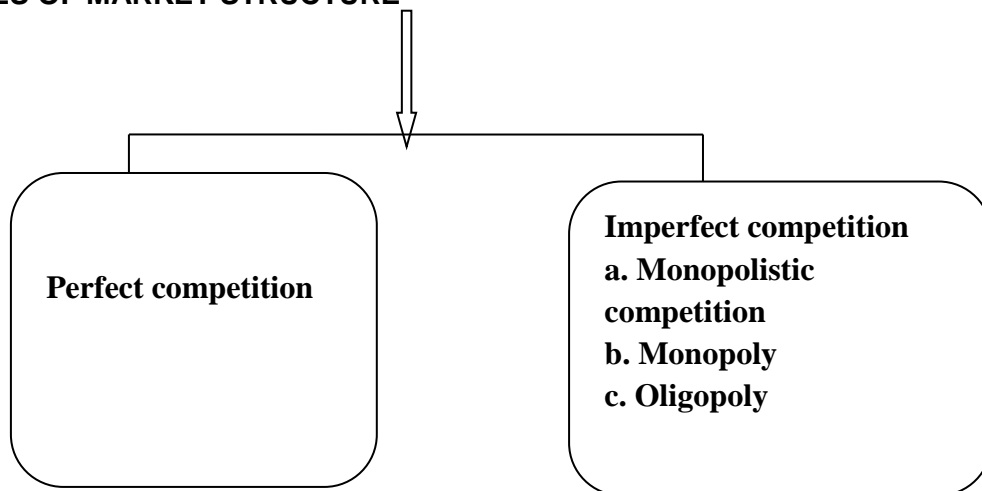 OF MARKET STRUCTURE
Perfect competition
Imperfect competition
a. Monopolistic
competition
b. Monopoly
c. Oligopoly